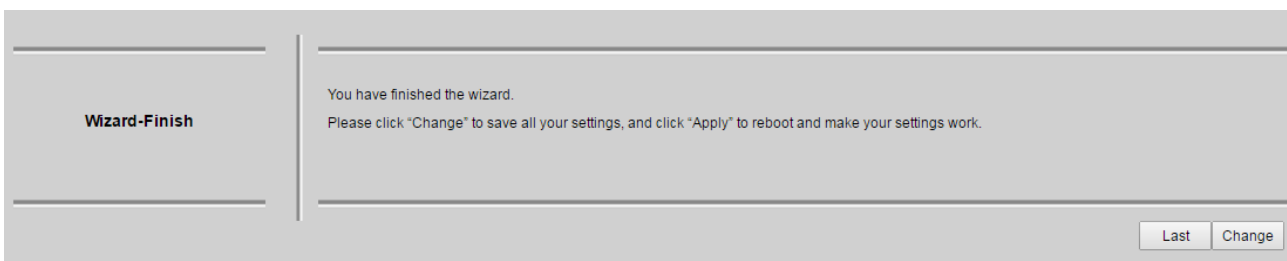 Wizard-Finish
You have finished the wizard.
Please click “Change” to save all your settings, and click “Apply” to reboot and make your settings work.
Last
Change